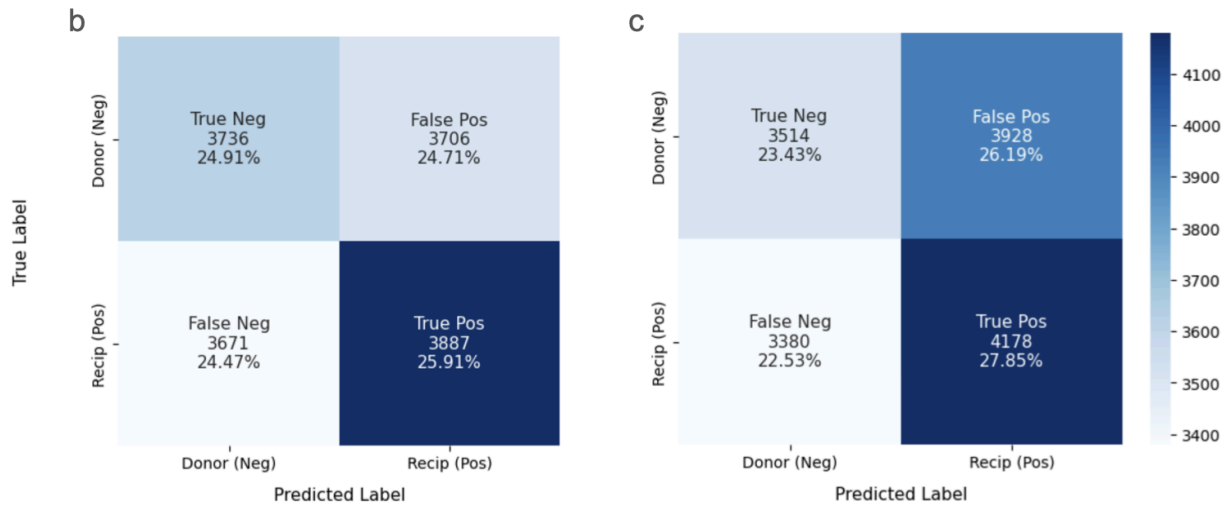 b
True Label
Donor (Neg)
Recip (Pos)
True Neg
3736
24.91%
False Pos
3706
24.71%
False Neg
3671
24.47%
True Pos
3887
25.91%
Donor (Neg)
Recip (Pos)
Predicted Label
c
Donor (Neg)
Recip (Pos)
True Neg
3514
23.43%
False Pos
3928
26.19%
False Neg
3380
22.53%
True Pos
4178
27.85%
Donor (Neg)
Recip (Pos)
Predicted Label
4100
4000
3900
3800
3700
3600
3500
3400